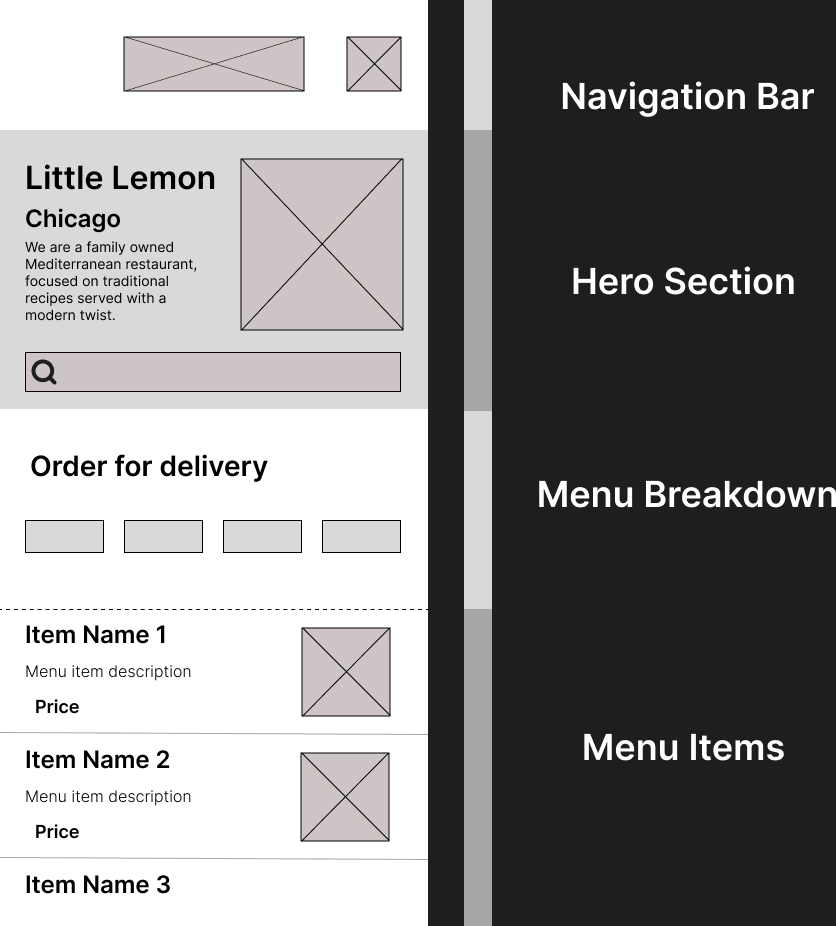 Navigation Bar
Little Lemon
Chicago
We are a family owned
Mediterranean restaurant,
focused on traditional
recipes served with a
modern twist.
Hero Section
Order for delivery
Menu Breakdown
Item Name 1
Menu item description
Price
Item Name 2
Menu item description
Price
Item Name 3
Menu Items